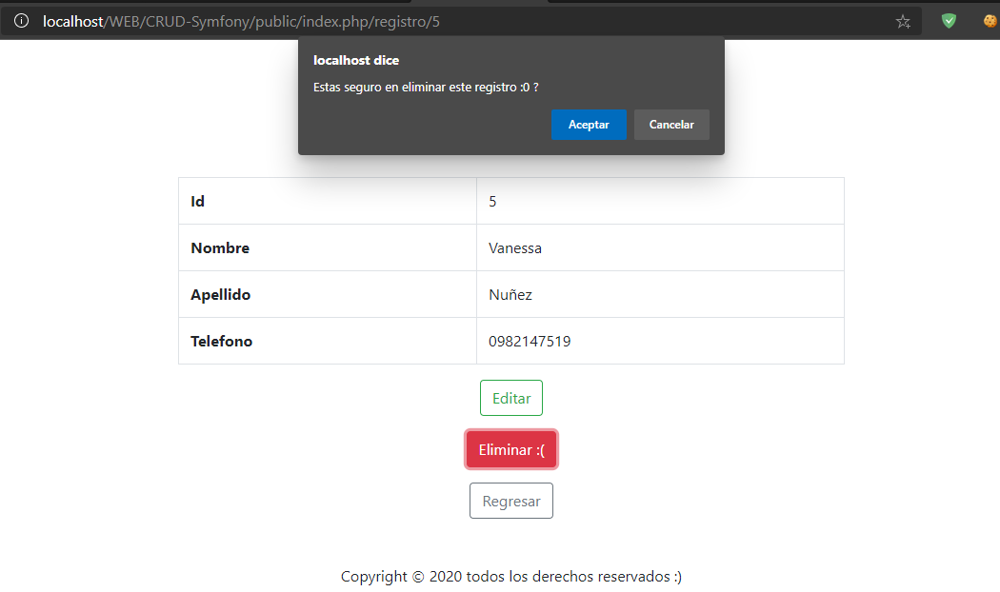 localhost/WEB/CRUD-Symfony/public/index.php/registro/5
localhost dice
Estas seguro en eliminar este registro :0 ?
Aceptar Cancelar
Id 5
Nombre Vanessa
Apellido Nuñez
Telefono 0982147519
Editar
Eliminar :(
Regresar
Copyright © 2020 todos los derechos reservados :)